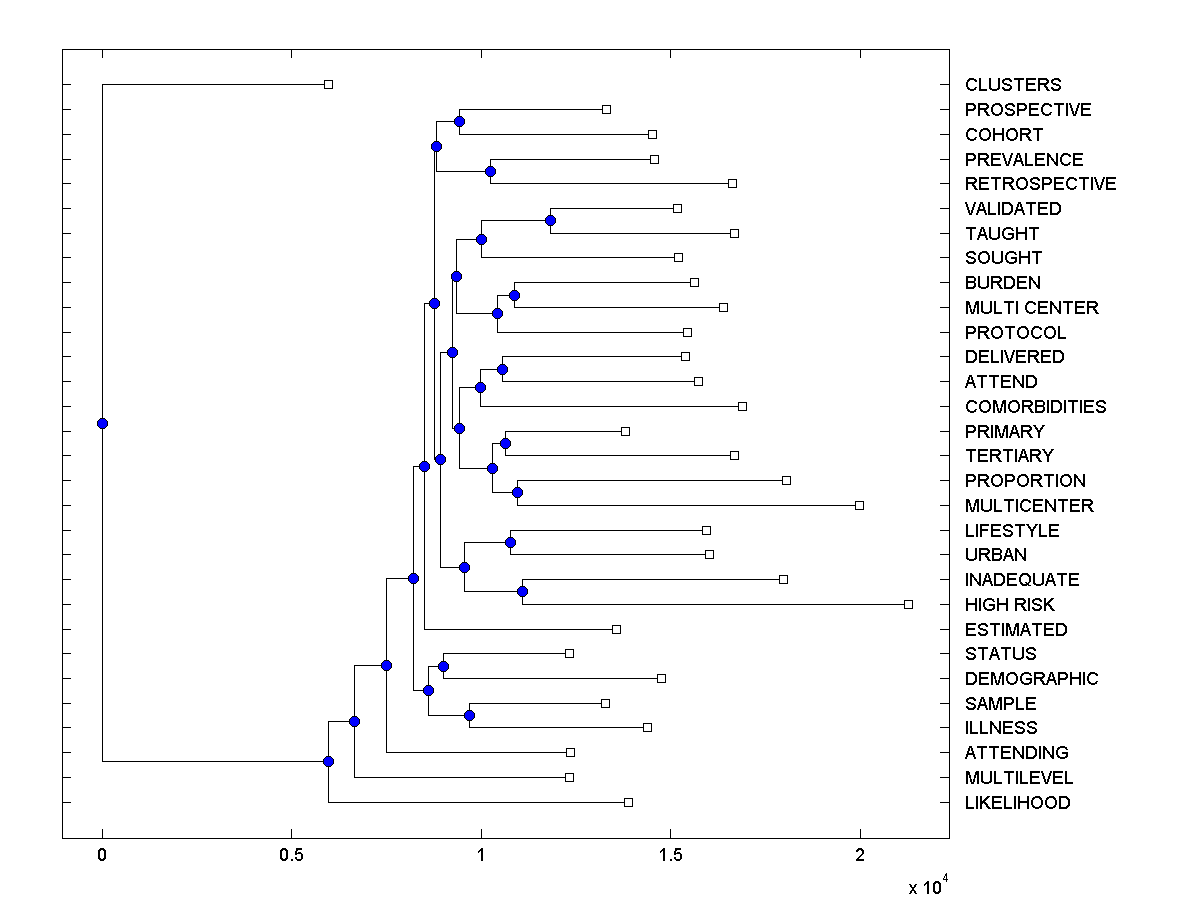 CLUSTERS
PROSPECTIVE
COHORT
PREVALENCE
RETROSPECTIVE
VALIDATED
TAUGHT
SOUGHT
BURDEN
MULTI CENTER
PROTOCOL
DELIVERED
ATTEND
COMORBIDITIES
PRIMARY
TERTIARY
PROPORTION
MULTICENTER
LIFESTYLE
URBAN
INADEQUATE
HIGH RISK
ESTIMATED
STATUS
DEMOGRAPHIC
SAMPLE
ILLNESS
ATTENDING
MULTILEVEL
LIKELIHOOD
0 0.5 1 1.5 2
x 10^4